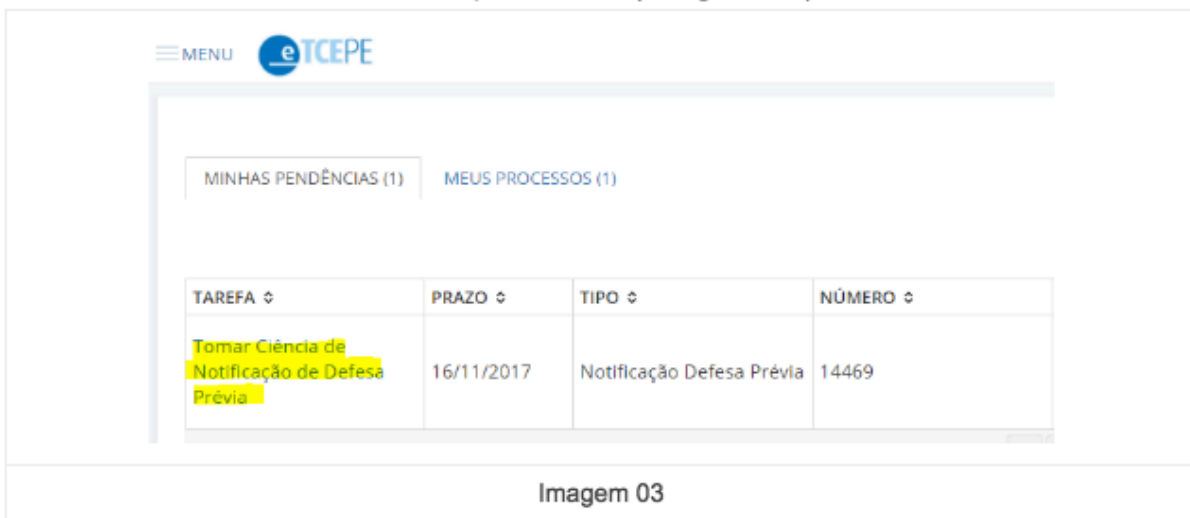 MENU eTCEPE
MINHAS PENDÊNCIAS (1) MEUS PROCESSOS (1)
TAREFA PRAZO TIPO NÚMERO
Tomar Ciência de
Notificação de Defesa
Prévia
16/11/2017 Notificação Defesa Prévia 14469
Imagem 03